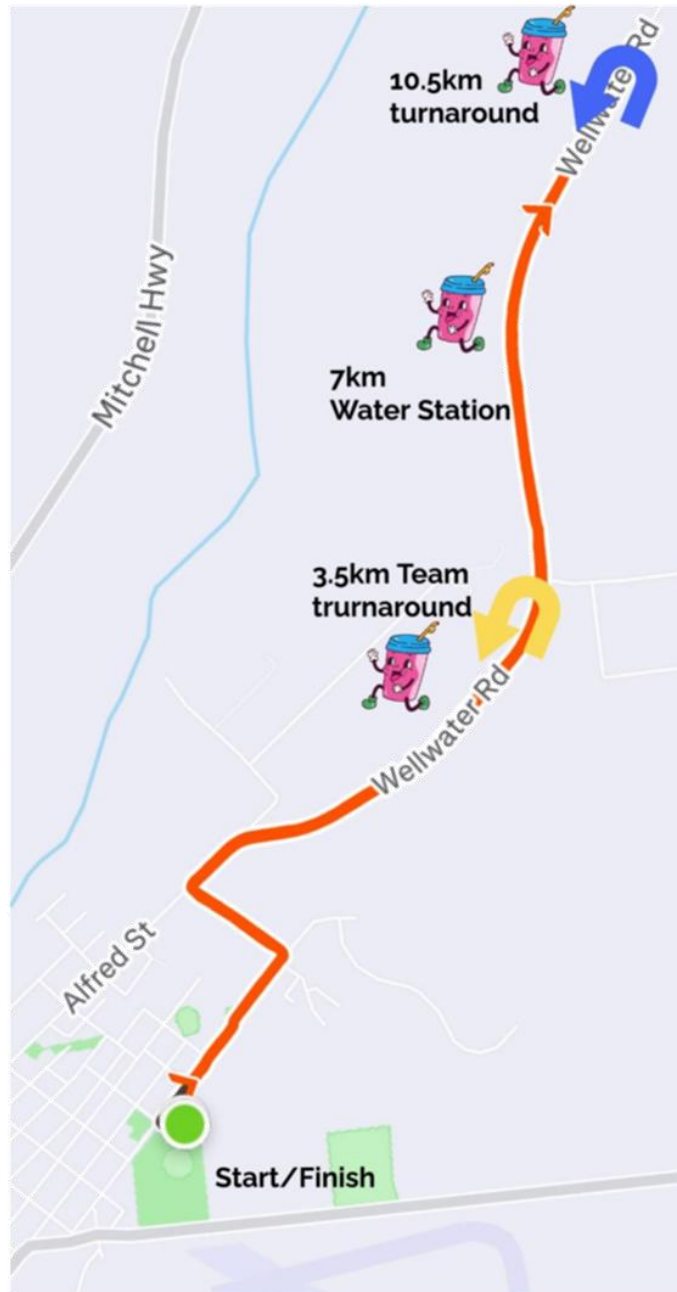 Wellwater Rd
10.5km
turnaround
Mitchell Hwy
7km
Water Station
3.5km Team
trurnaround
Wellwater Rd
Alfred St
Start/Finish